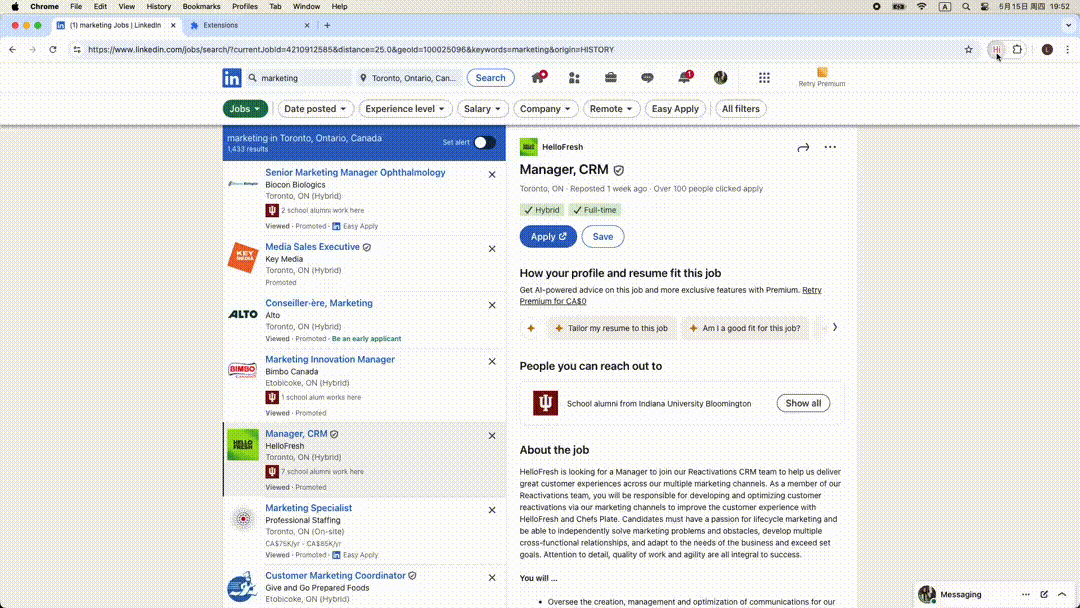 Chrome File Edit View History Bookmarks Profiles Tab Window Help
A 5月15日 周四 19:52
(1) marketing Jobs | LinkedIn
Extensions
https://www.linkedin.com/jobs/search/?currentJobId=4210912585&distance=25.0&geoId=100025096&keywords=marketing&origin=HISTORY
Hi
L
in
marketing
Toronto, Ontario, Can...
Search
1
Retry Premium
Jobs
Date posted
Experience level
Salary
Company
Remote
Easy Apply
All filters
marketing in Toronto, Ontario, Canada
1,433 results
Set alert
Senior Marketing Manager Ophthalmology
Biocon Biologics
Biocon Biologics
Toronto, ON (Hybrid)
2 school alumni work here
Viewed · Promoted · in Easy Apply
KEY MEDIA
Media Sales Executive
Key Media
Toronto, ON (Hybrid)
Promoted
ALTO
Conseiller·ère, Marketing
Alto
Toronto, ON (Hybrid)
Viewed · Promoted · Be an early applicant
BIMBO
Marketing Innovation Manager
Bimbo Canada
Etobicoke, ON (Hybrid)
1 school alum works here
Viewed · Promoted
HELLO FRESH
Manager, CRM
HelloFresh
Toronto, ON (Hybrid)
7 school alumni work here
Viewed · Promoted
Marketing Specialist
Professional Staffing
Toronto, ON (On-site)
CA$75K/yr - CA$85K/yr
Viewed · Promoted · in Easy Apply
Customer Marketing Coordinator
Give and Go Prepared Foods
Etobicoke, ON (Hybrid)
HelloFresh
Manager, CRM
Toronto, ON · Reposted 1 week ago · Over 100 people clicked apply
Hybrid
Full-time
Apply
Save
How your profile and resume fit this job
Get AI-powered advice on this job and more exclusive features with Premium. Retry
Premium for CA$0
Tailor my resume to this job
Am I a good fit for this job?
People you can reach out to
School alumni from Indiana University Bloomington
Show all
About the job
HelloFresh is looking for a Manager to join our Reactivations CRM team to help us deliver
great customer experiences across our multiple marketing channels. As a member of our
Reactivations team, you will be responsible for developing and optimizing customer
reactivations via our marketing channels to improve the customer experience with
HelloFresh and Chefs Plate. Candidates must have a passion for lifecycle marketing and
be able to independently solve marketing problems and obstacles, develop multiple
cross-functional relationships, and adapt to the needs of the business and exceed set
goals. Attention to detail, quality of work and agility are all integral to success.
You will ...
• Oversee the creation, management and optimization of communications for our
Messaging